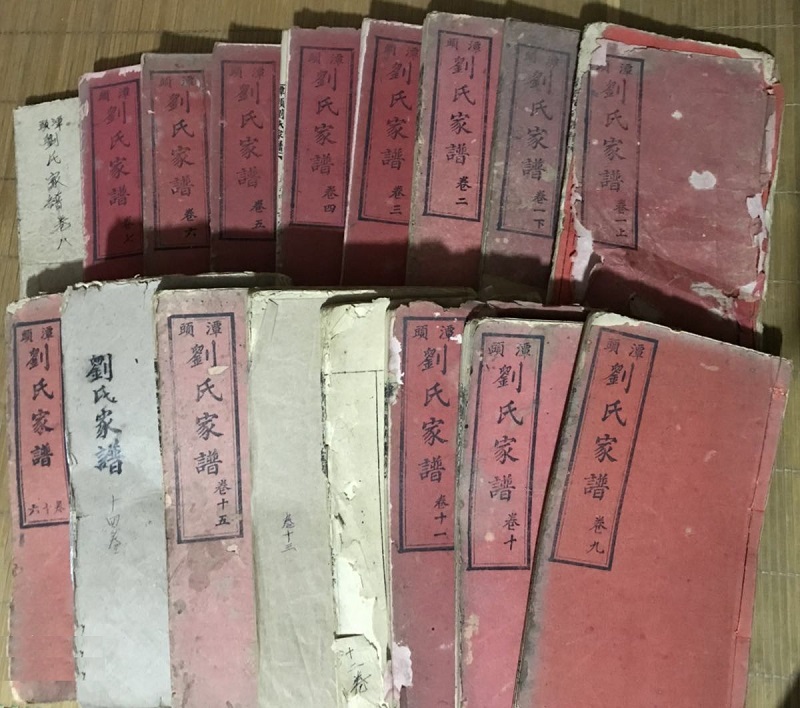 潭頭
劉氏家譜 卷一上
潭頭
劉氏家譜 卷一下
潭頭
劉氏家譜 卷二
潭頭
劉氏家譜 卷三
潭頭
劉氏家譜 卷四
潭頭
劉氏家譜 卷五
潭頭
劉氏家譜 卷六
潭頭
劉氏家譜 卷七
潭頭
劉氏家譜 卷八
潭頭
劉氏家譜 卷九
潭頭
劉氏家譜 卷十
潭頭
劉氏家譜 卷十一
十二卷
卷十三
潭頭
劉氏家譜 卷十五
劉氏家譜
十四卷
潭頭
劉氏家譜
卷十六